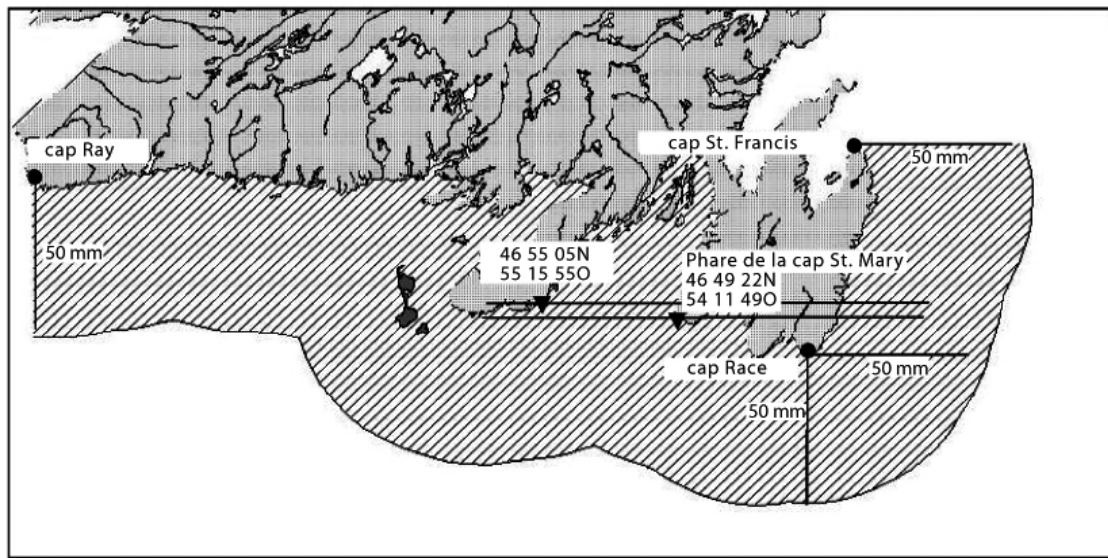 cap Ray
cap St. Francis
50 mm
50 mm
46 55 05N
55 15 55O
Phare de la cap St. Mary
46 49 22N
54 11 49O
cap Race
50 mm
50 mm